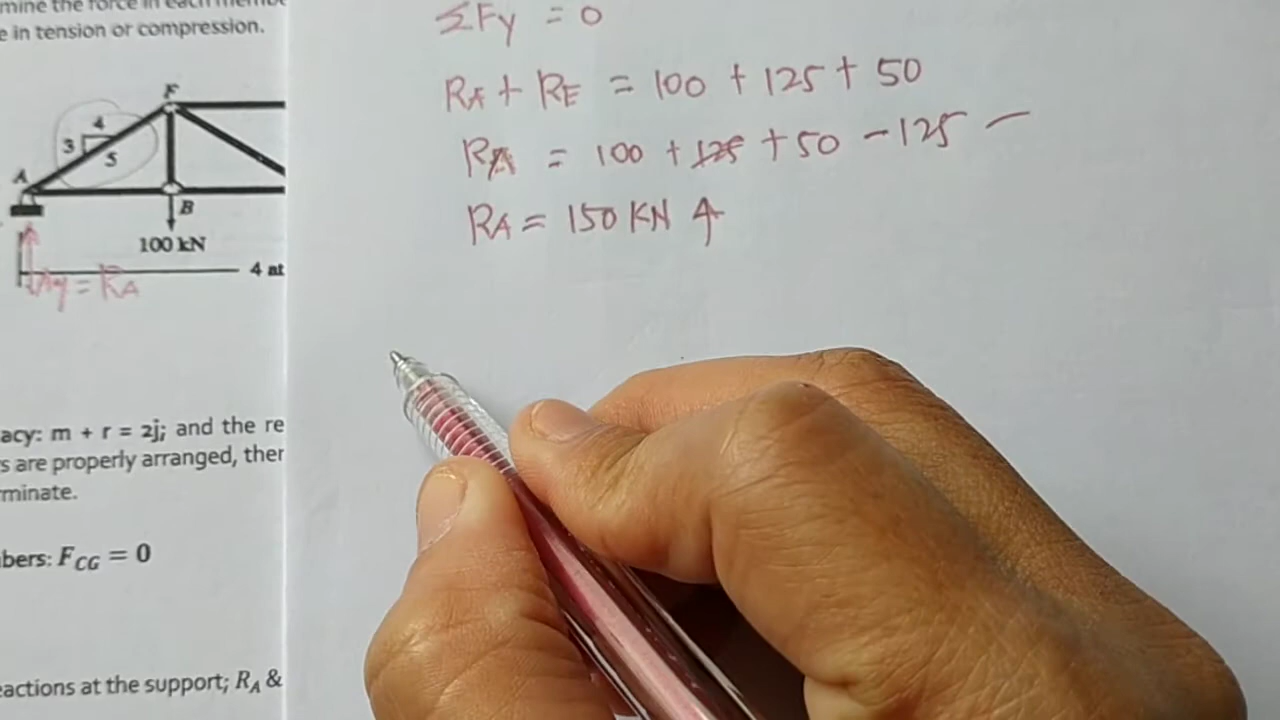 mine the force in each membe
e in tension or compression.
F
4
3
5
A
B
100 kN
4 at
Ay = RA
acy: m + r = 2j; and the re
s are properly arranged, ther
rminate.
bers: FCG = 0
eactions at the support; RA &
ΣFy = 0
RA + RE = 100 + 125 + 50
RA = 100 + 125 + 50 - 125 -
RA = 150 KN ↑